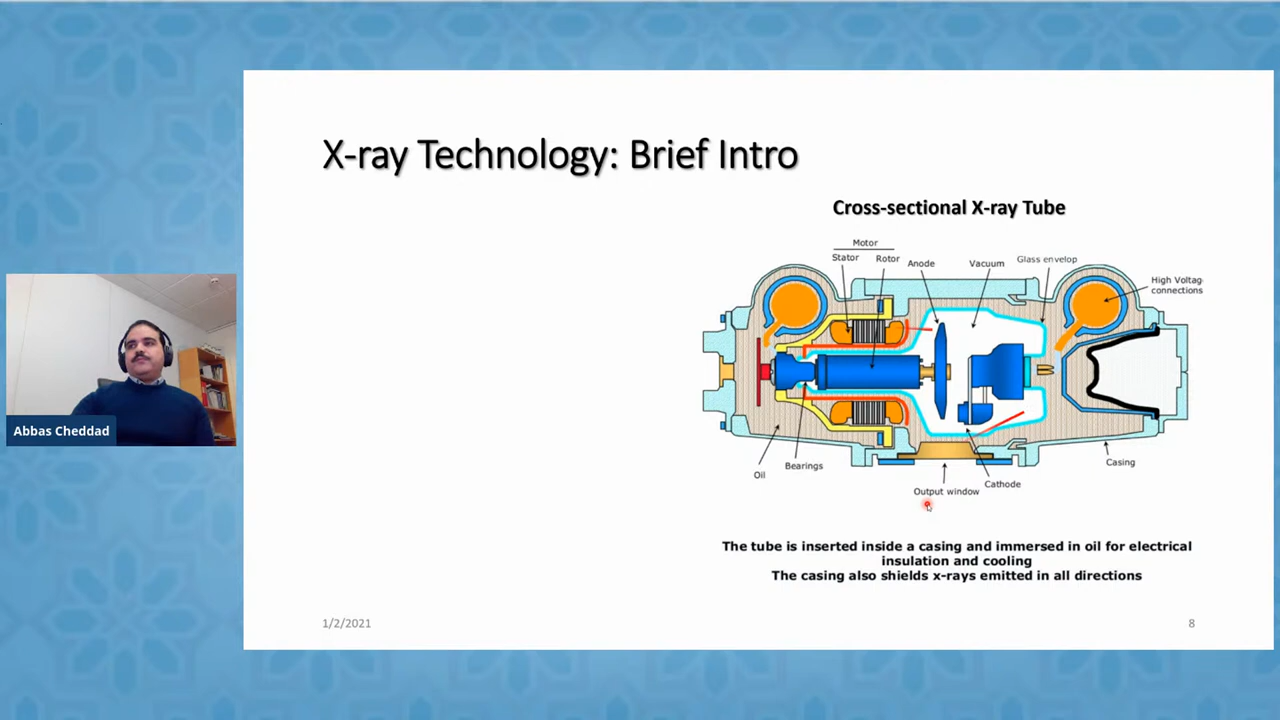 X-ray Technology: Brief Intro
Cross-sectional X-ray Tube
Motor
Stator
Rotor
Anode
Vacuum
Glass envelop
High Voltag
connections
Abbas Cheddad
Oil
Bearings
Output window
Cathode
Casing
The tube is inserted inside a casing and immersed in oil for electrical
insulation and cooling
The casing also shields x-rays emitted in all directions
1/2/2021
8